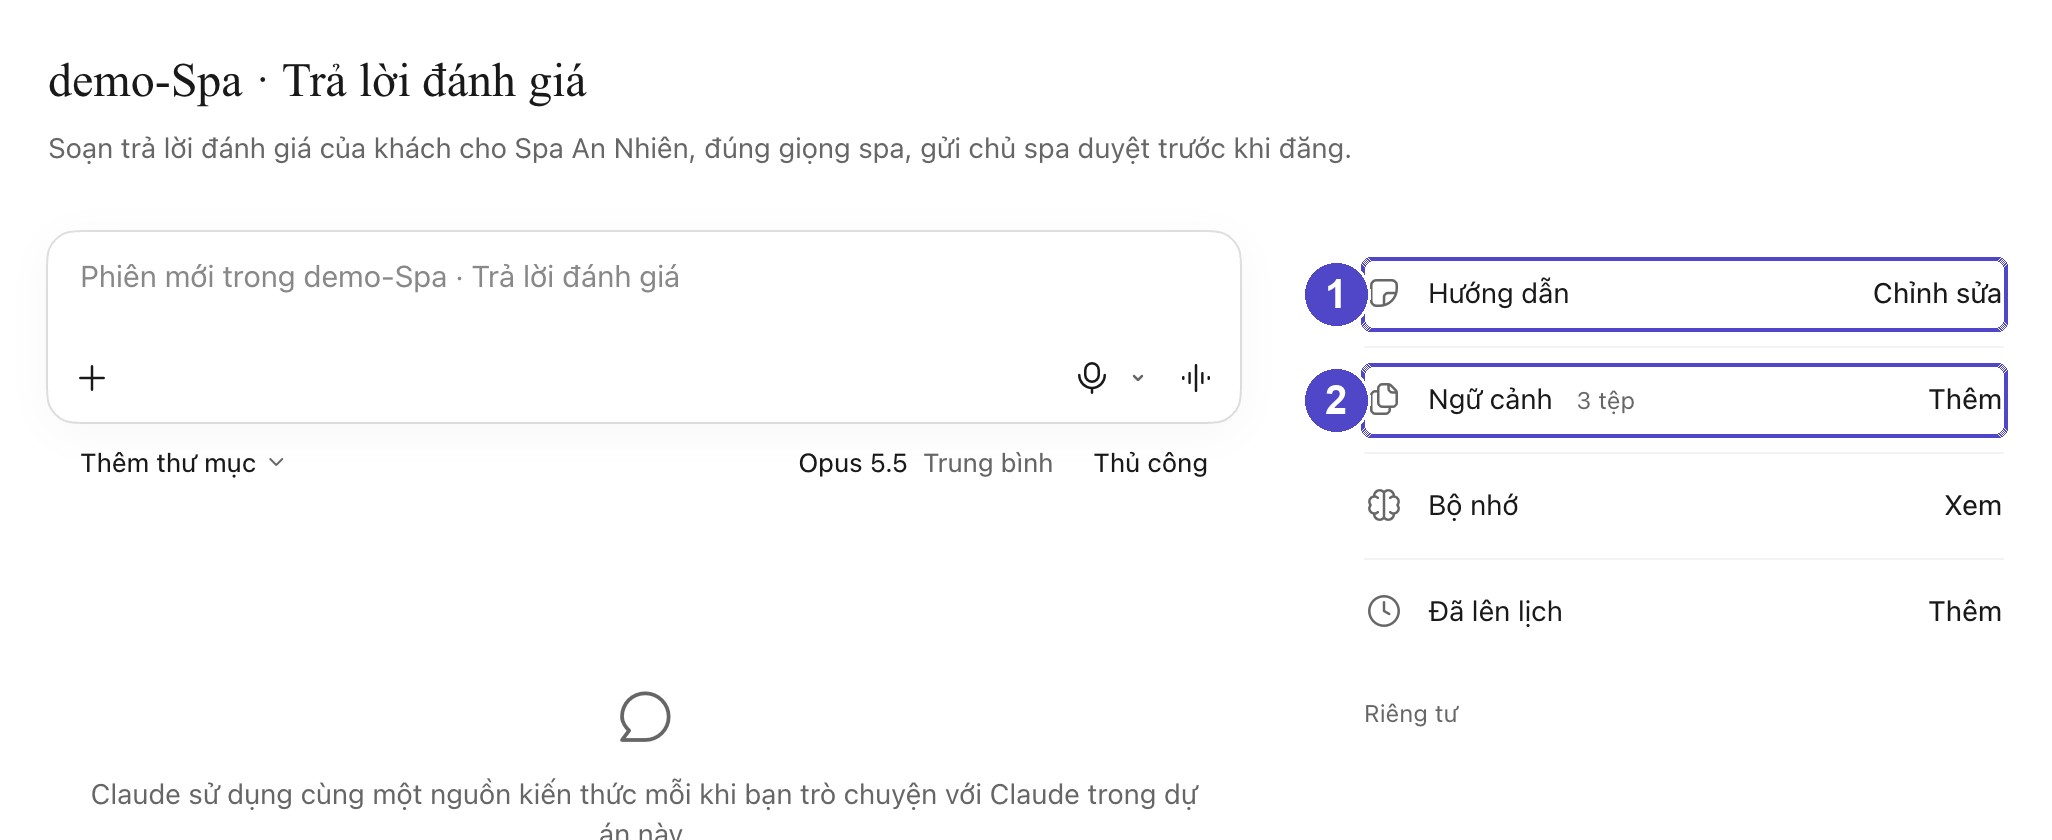 demo-Spa · Trả lời đánh giá
Soạn trả lời đánh giá của khách cho Spa An Nhiên, đúng giọng spa, gửi chủ spa duyệt trước khi đăng.
Phiên mới trong demo-Spa · Trả lời đánh giá
Thêm thư mục
Opus 5.5 Trung bình Thủ công
1 Hướng dẫn Chỉnh sửa
2 Ngữ cảnh 3 tệp Thêm
Bộ nhớ Xem
Đã lên lịch Thêm
Riêng tư
Claude sử dụng cùng một nguồn kiến thức mỗi khi bạn trò chuyện với Claude trong dự
án này.